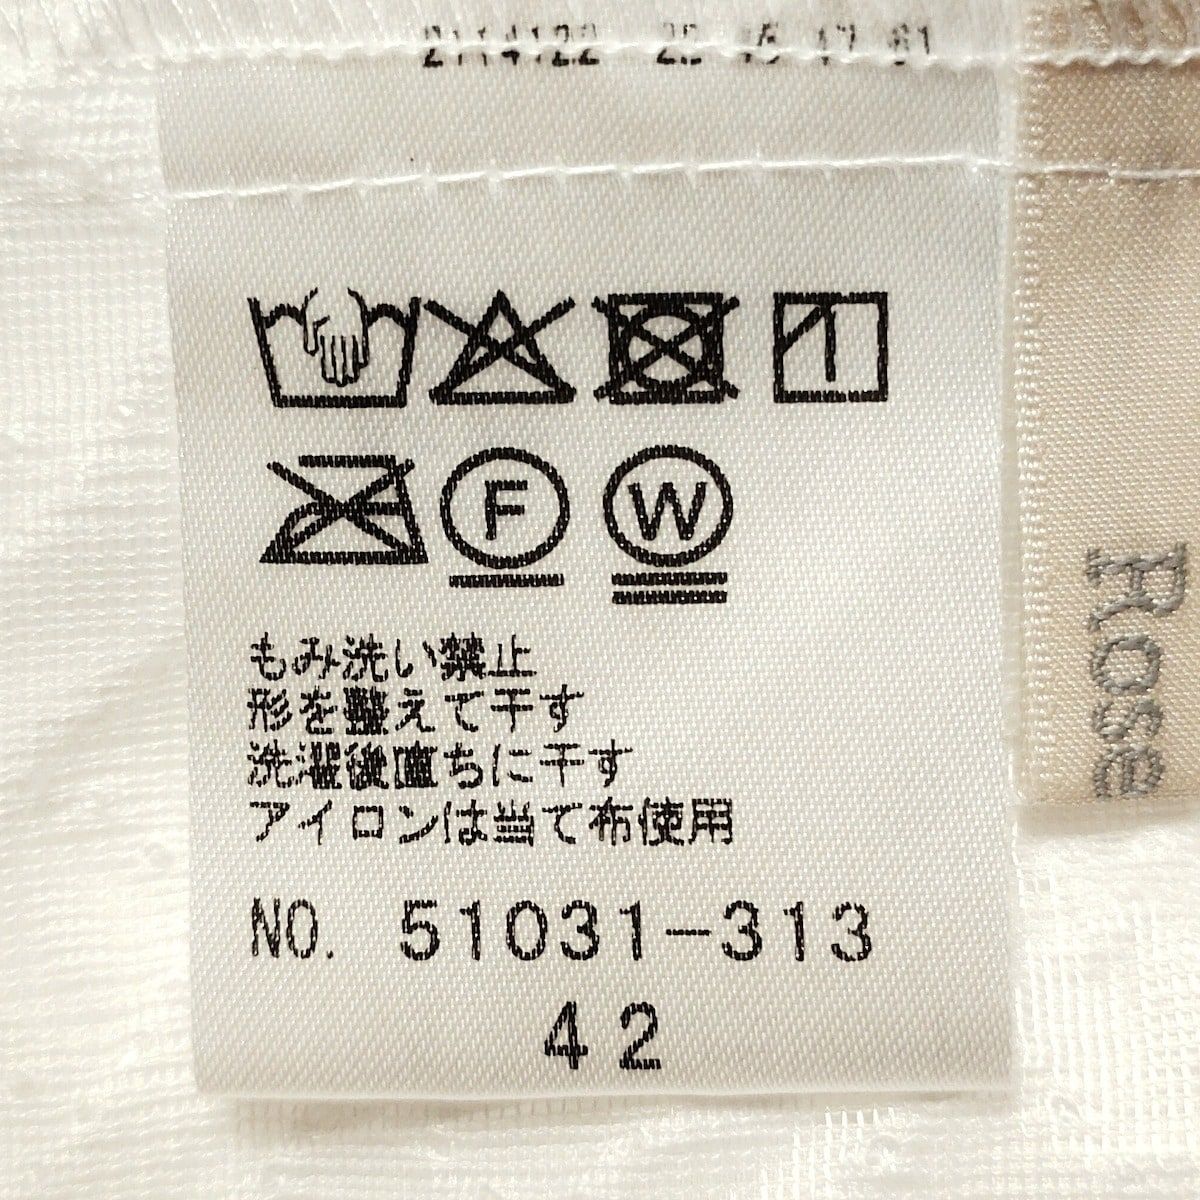 F W
もみ洗い禁止
形を整えて干す
洗濯後直ちに干す
アイロンは当て布使用
NO. 51031-313
42
Rose